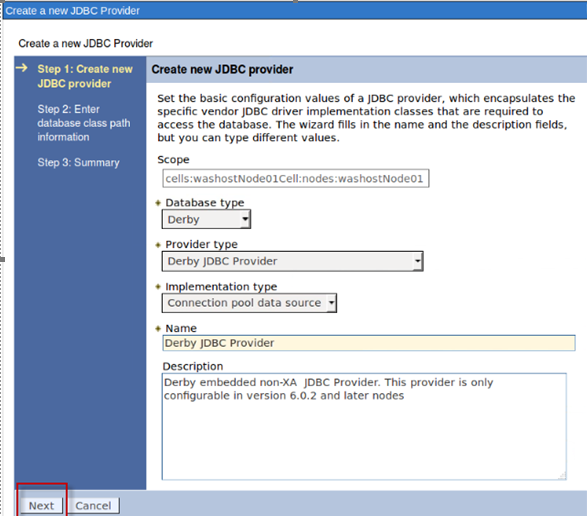 Create a new JDBC Provider
Create a new JDBC Provider
Step 1: Create new
JDBC provider
Step 2: Enter
database class path
information
Step 3: Summary
Create new JDBC provider
Set the basic configuration values of a JDBC provider, which encapsulates the
specific vendor JDBC driver implementation classes that are required to
access the database. The wizard fills in the name and the description fields,
but you can type different values.
Scope
cells:washostNode01Cell:nodes:washostNode01
Database type
Derby
Provider type
Derby JDBC Provider
Implementation type
Connection pool data source
Name
Derby JDBC Provider
Description
Derby embedded non-XA JDBC Provider. This provider is only
configurable in version 6.0.2 and later nodes
Next
Cancel